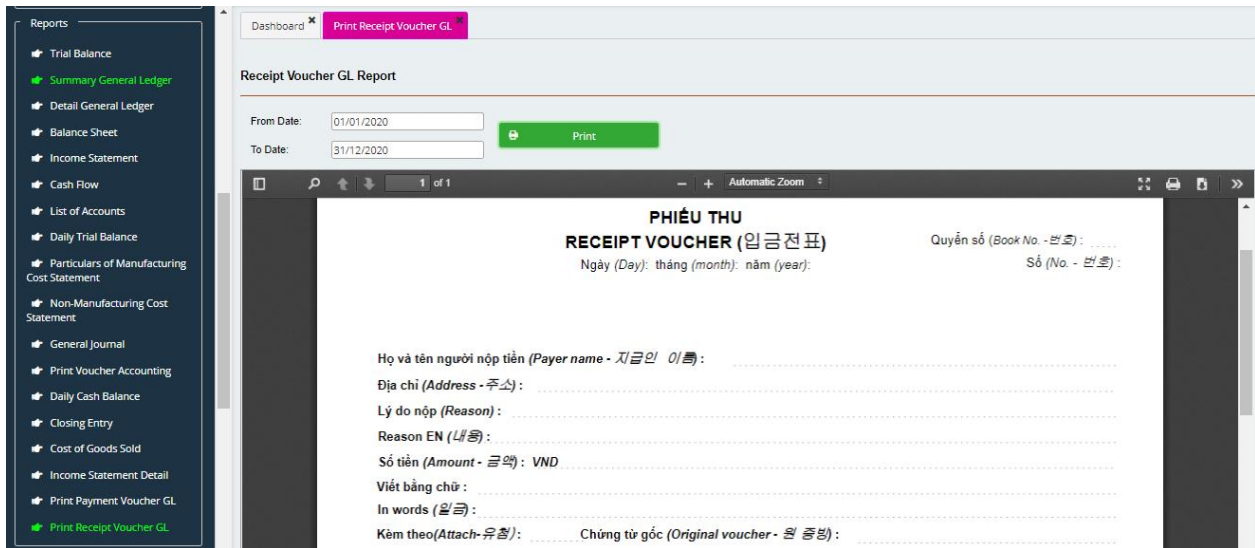 Reports
Trial Balance
Summary General Ledger
Detail General Ledger
Balance Sheet
Income Statement
Cash Flow
List of Accounts
Daily Trial Balance
Particulars of Manufacturing
Cost Statement
Non-Manufacturing Cost
Statement
General Journal
Print Voucher Accounting
Daily Cash Balance
Closing Entry
Cost of Goods Sold
Income Statement Detail
Print Payment Voucher GL
Print Receipt Voucher GL
Dashboard
Print Receipt Voucher GL
Receipt Voucher GL Report
From Date: 01/01/2020
Print
To Date: 31/12/2020
1 of 1
Automatic Zoom
PHIẾU THU
RECEIPT VOUCHER (입금전표)
Quyển số (Book No. -번호) : .....
Ngày (Day): tháng (month): năm (year):
Số (No. - 번호) :
Họ và tên người nộp tiền (Payer name - 지급인 이름) :
Địa chỉ (Address -주소) :
Lý do nộp (Reason) :
Reason EN (내용) :
Số tiền (Amount - 금액) : VND
Viết bằng chữ :
In words (일금) :
Kèm theo(Attach-유첨) : Chứng từ gốc (Original voucher - 원 증빙) :